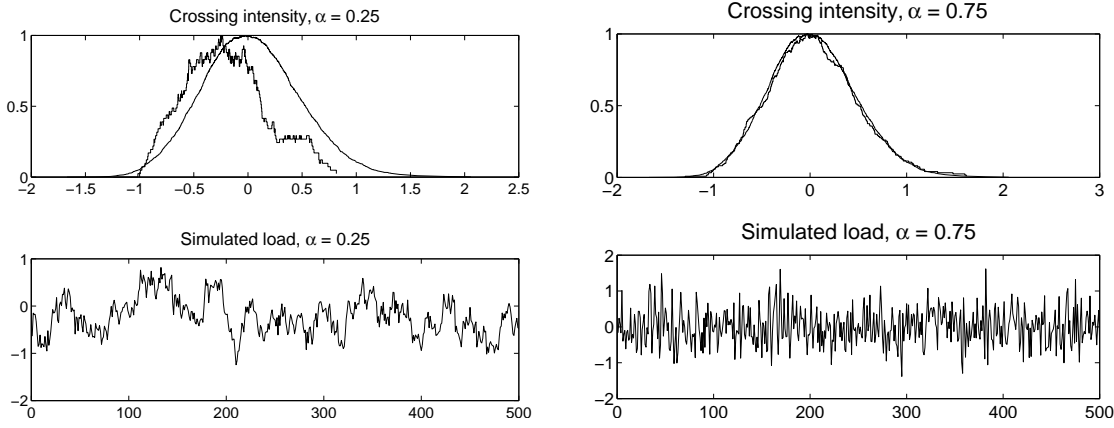 Crossing intensity, α = 0.25
1
0.5
0
−2 −1.5 −1 −0.5 0 0.5 1 1.5 2 2.5
Crossing intensity, α = 0.75
1
0.5
0
−2 −1 0 1 2 3
Simulated load, α = 0.25
1
0
−1
−2
0 100 200 300 400 500
Simulated load, α = 0.75
2
1
0
−1
−2
0 100 200 300 400 500